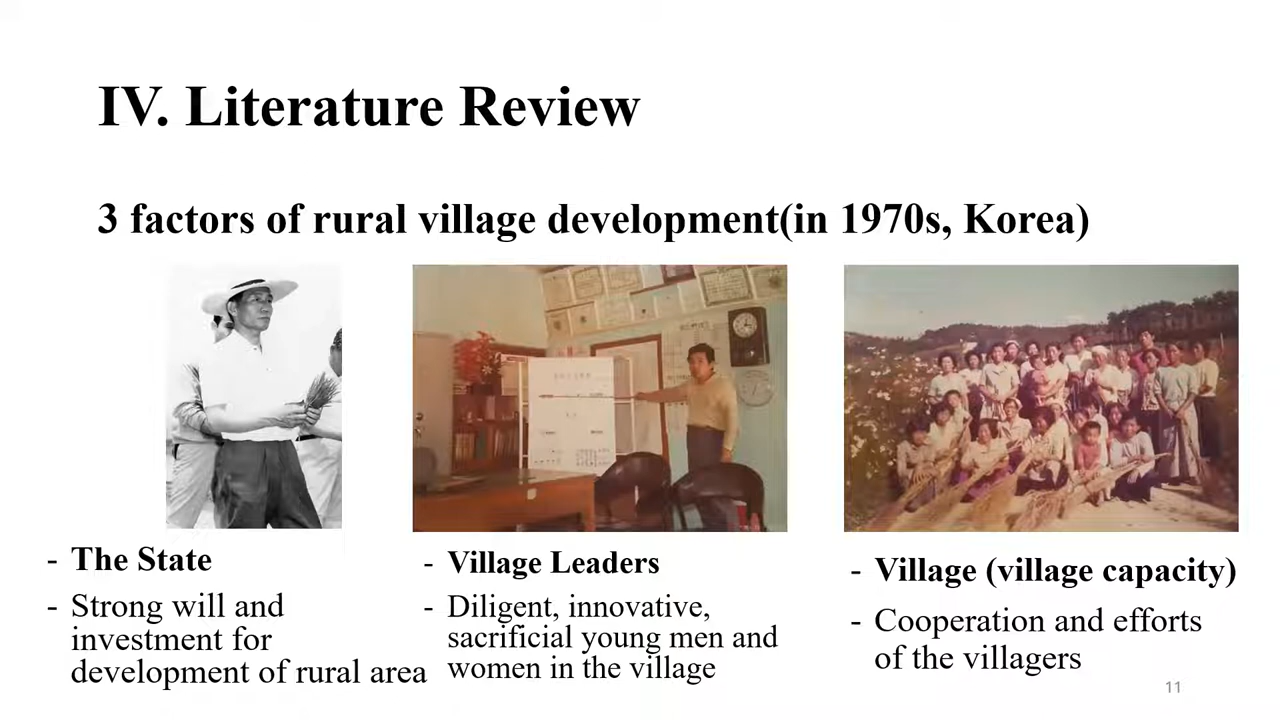 IV. Literature Review
3 factors of rural village development(in 1970s, Korea)
- The State
- Strong will and
investment for
development of rural area
- Village Leaders
- Diligent, innovative,
sacrificial young men and
women in the village
- Village (village capacity)
- Cooperation and efforts
of the villagers
11